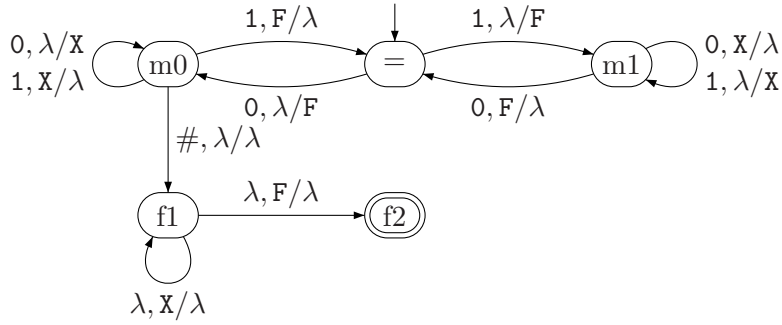 1, F/λ
1, λ/F
0, λ/X
1, X/λ
m0
=
m1
0, X/λ
1, λ/X
0, λ/F
0, F/λ
#, λ/λ
f1
λ, F/λ
f2
λ, X/λ